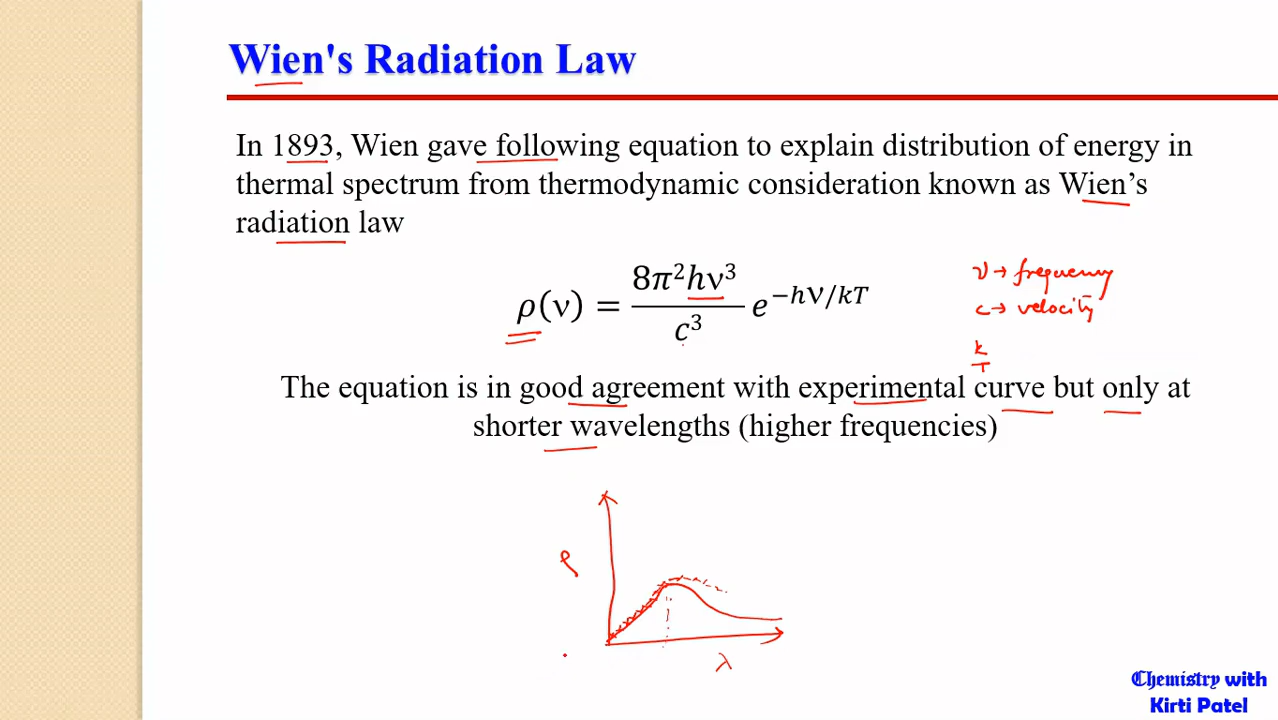 Wien's Radiation Law
In 1893, Wien gave following equation to explain distribution of energy in
thermal spectrum from thermodynamic consideration known as Wien’s
radiation law
ρ(ν) = 8π²hν³ / c³ e^(−hν/kT)
ν → frequency
c → velocity
k
T
The equation is in good agreement with experimental curve but only at
shorter wavelengths (higher frequencies)
ρ
λ
Chemistry with
Kirti Patel